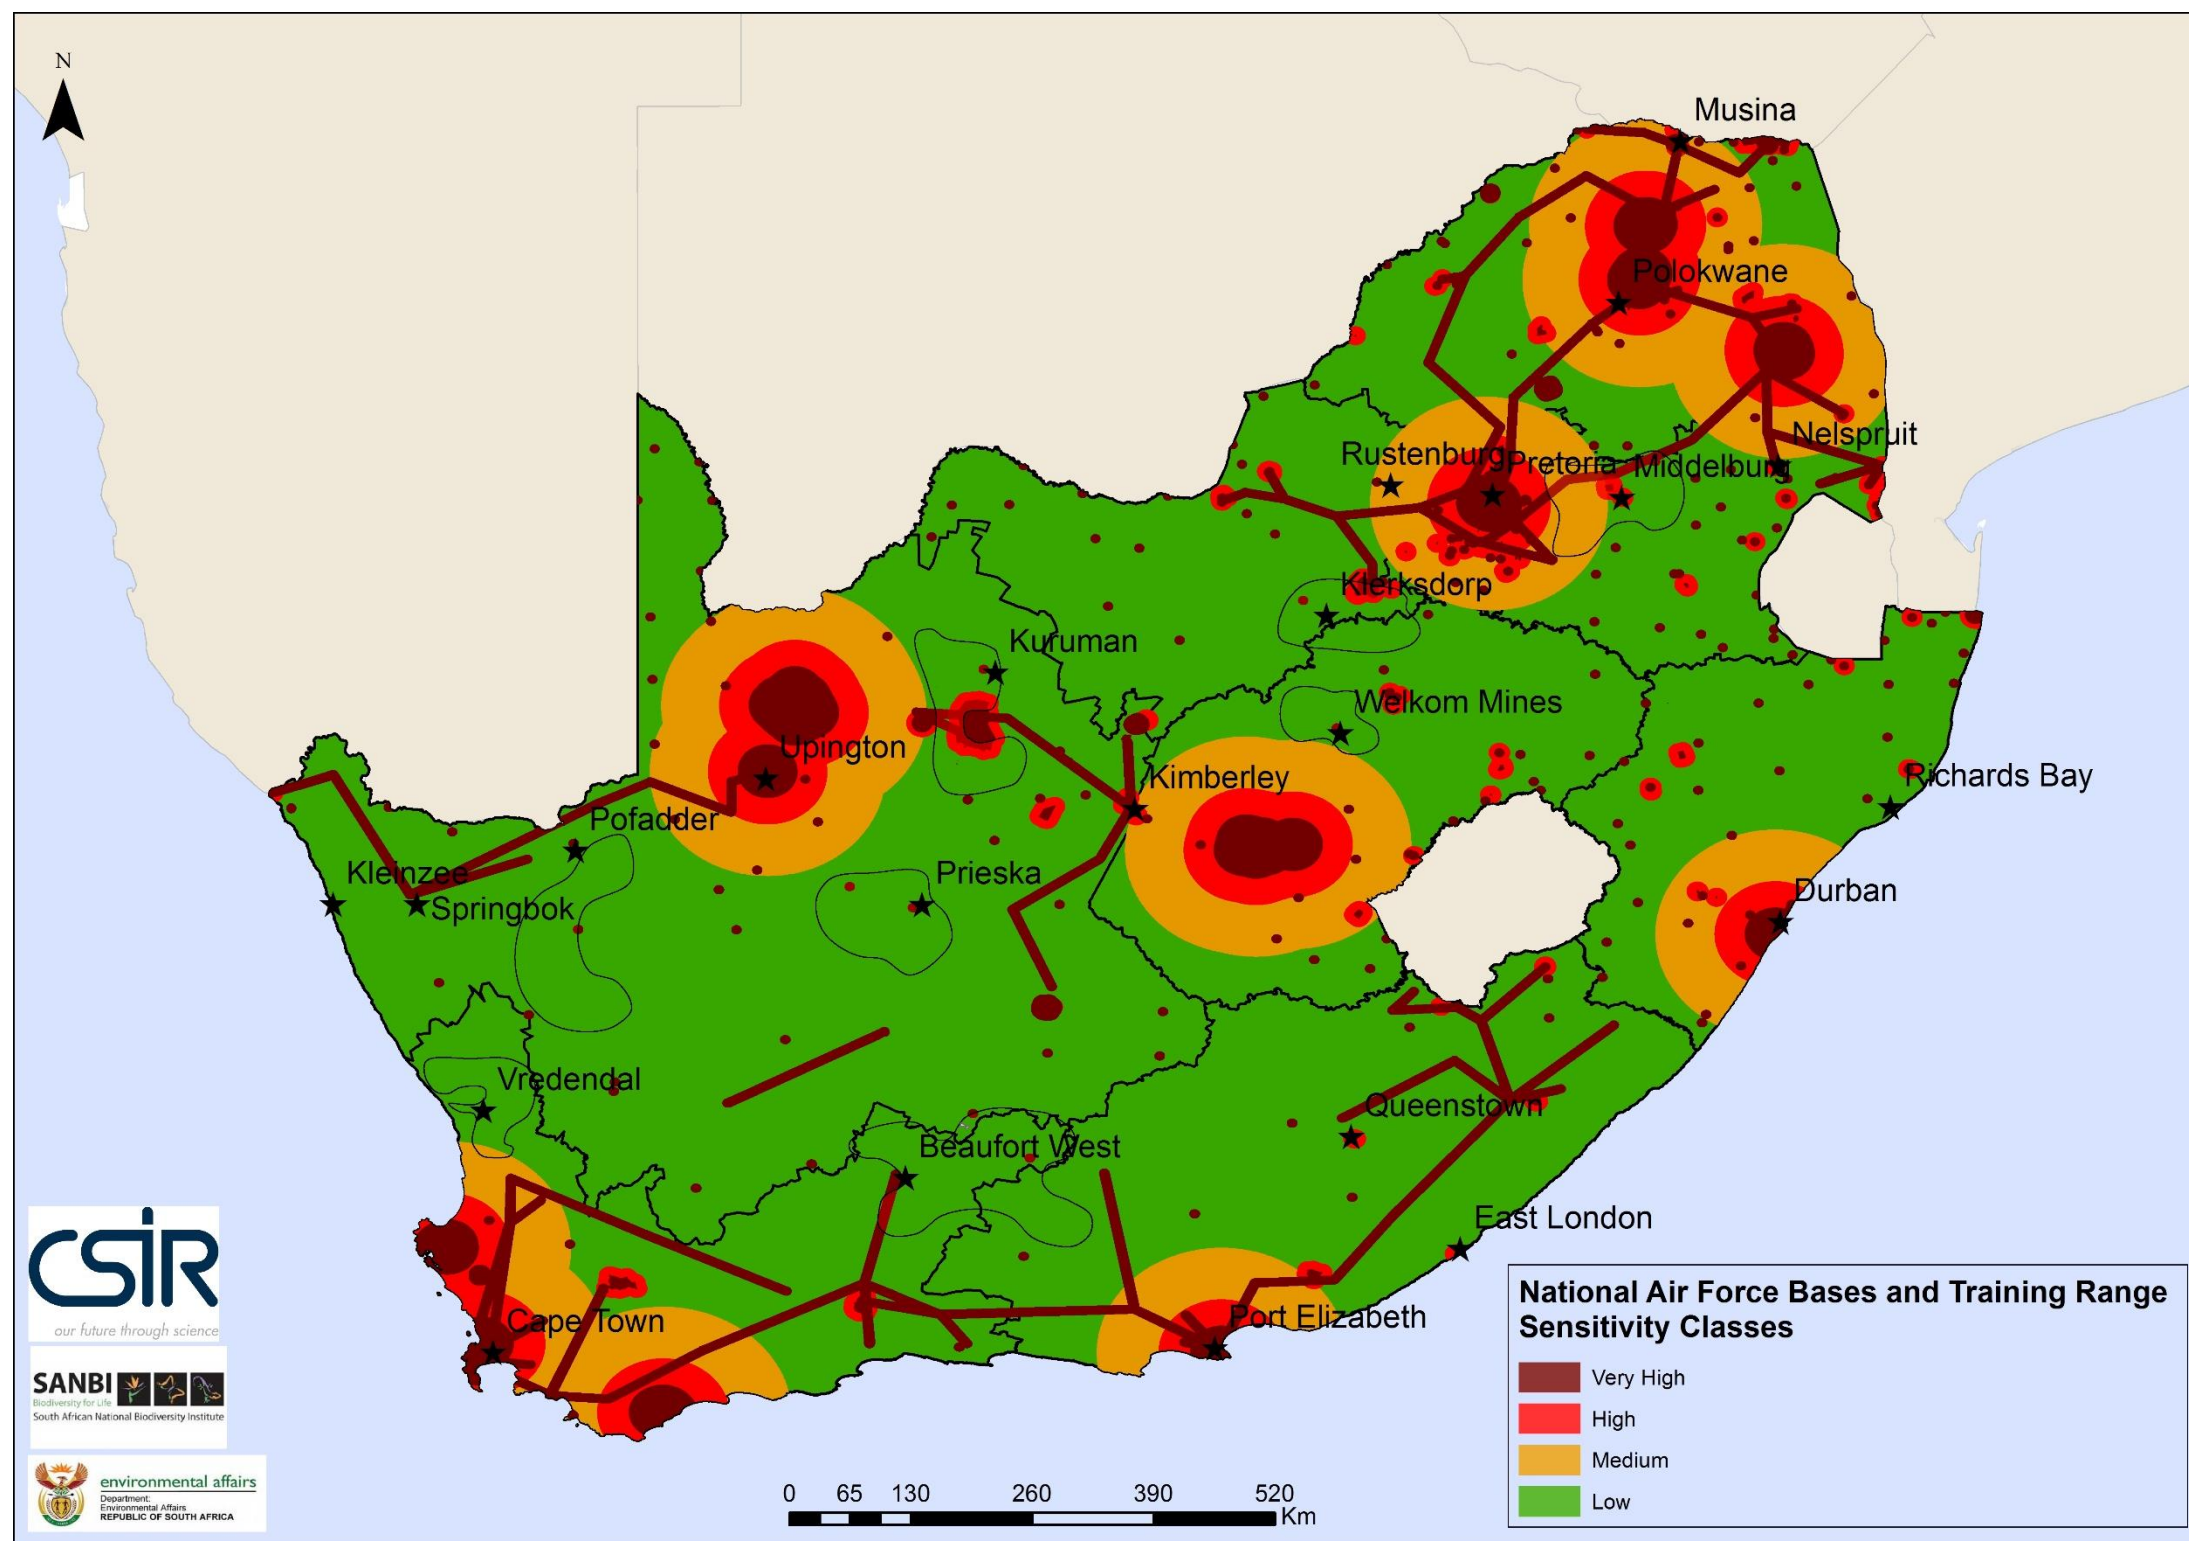 N
Musina
Polokwane
Nelspruit
Rustenburg
Pretoria
Middelburg
Klerksdorp
Kuruman
Welkom Mines
Upington
Kimberley
Richards Bay
Pofadder
Kleinzee
Prieska
Springbok
Durban
Vredendal
Queenstown
Beaufort West
East London
Cape Town
Port Elizabeth
CSIR
our future through science
SANBI
Biodiversity for Life
South African National Biodiversity Institute
environmental affairs
Department:
Environmental Affairs
REPUBLIC OF SOUTH AFRICA
0 65 130 260 390 520
Km
National Air Force Bases and Training Range
Sensitivity Classes
Very High
High
Medium
Low